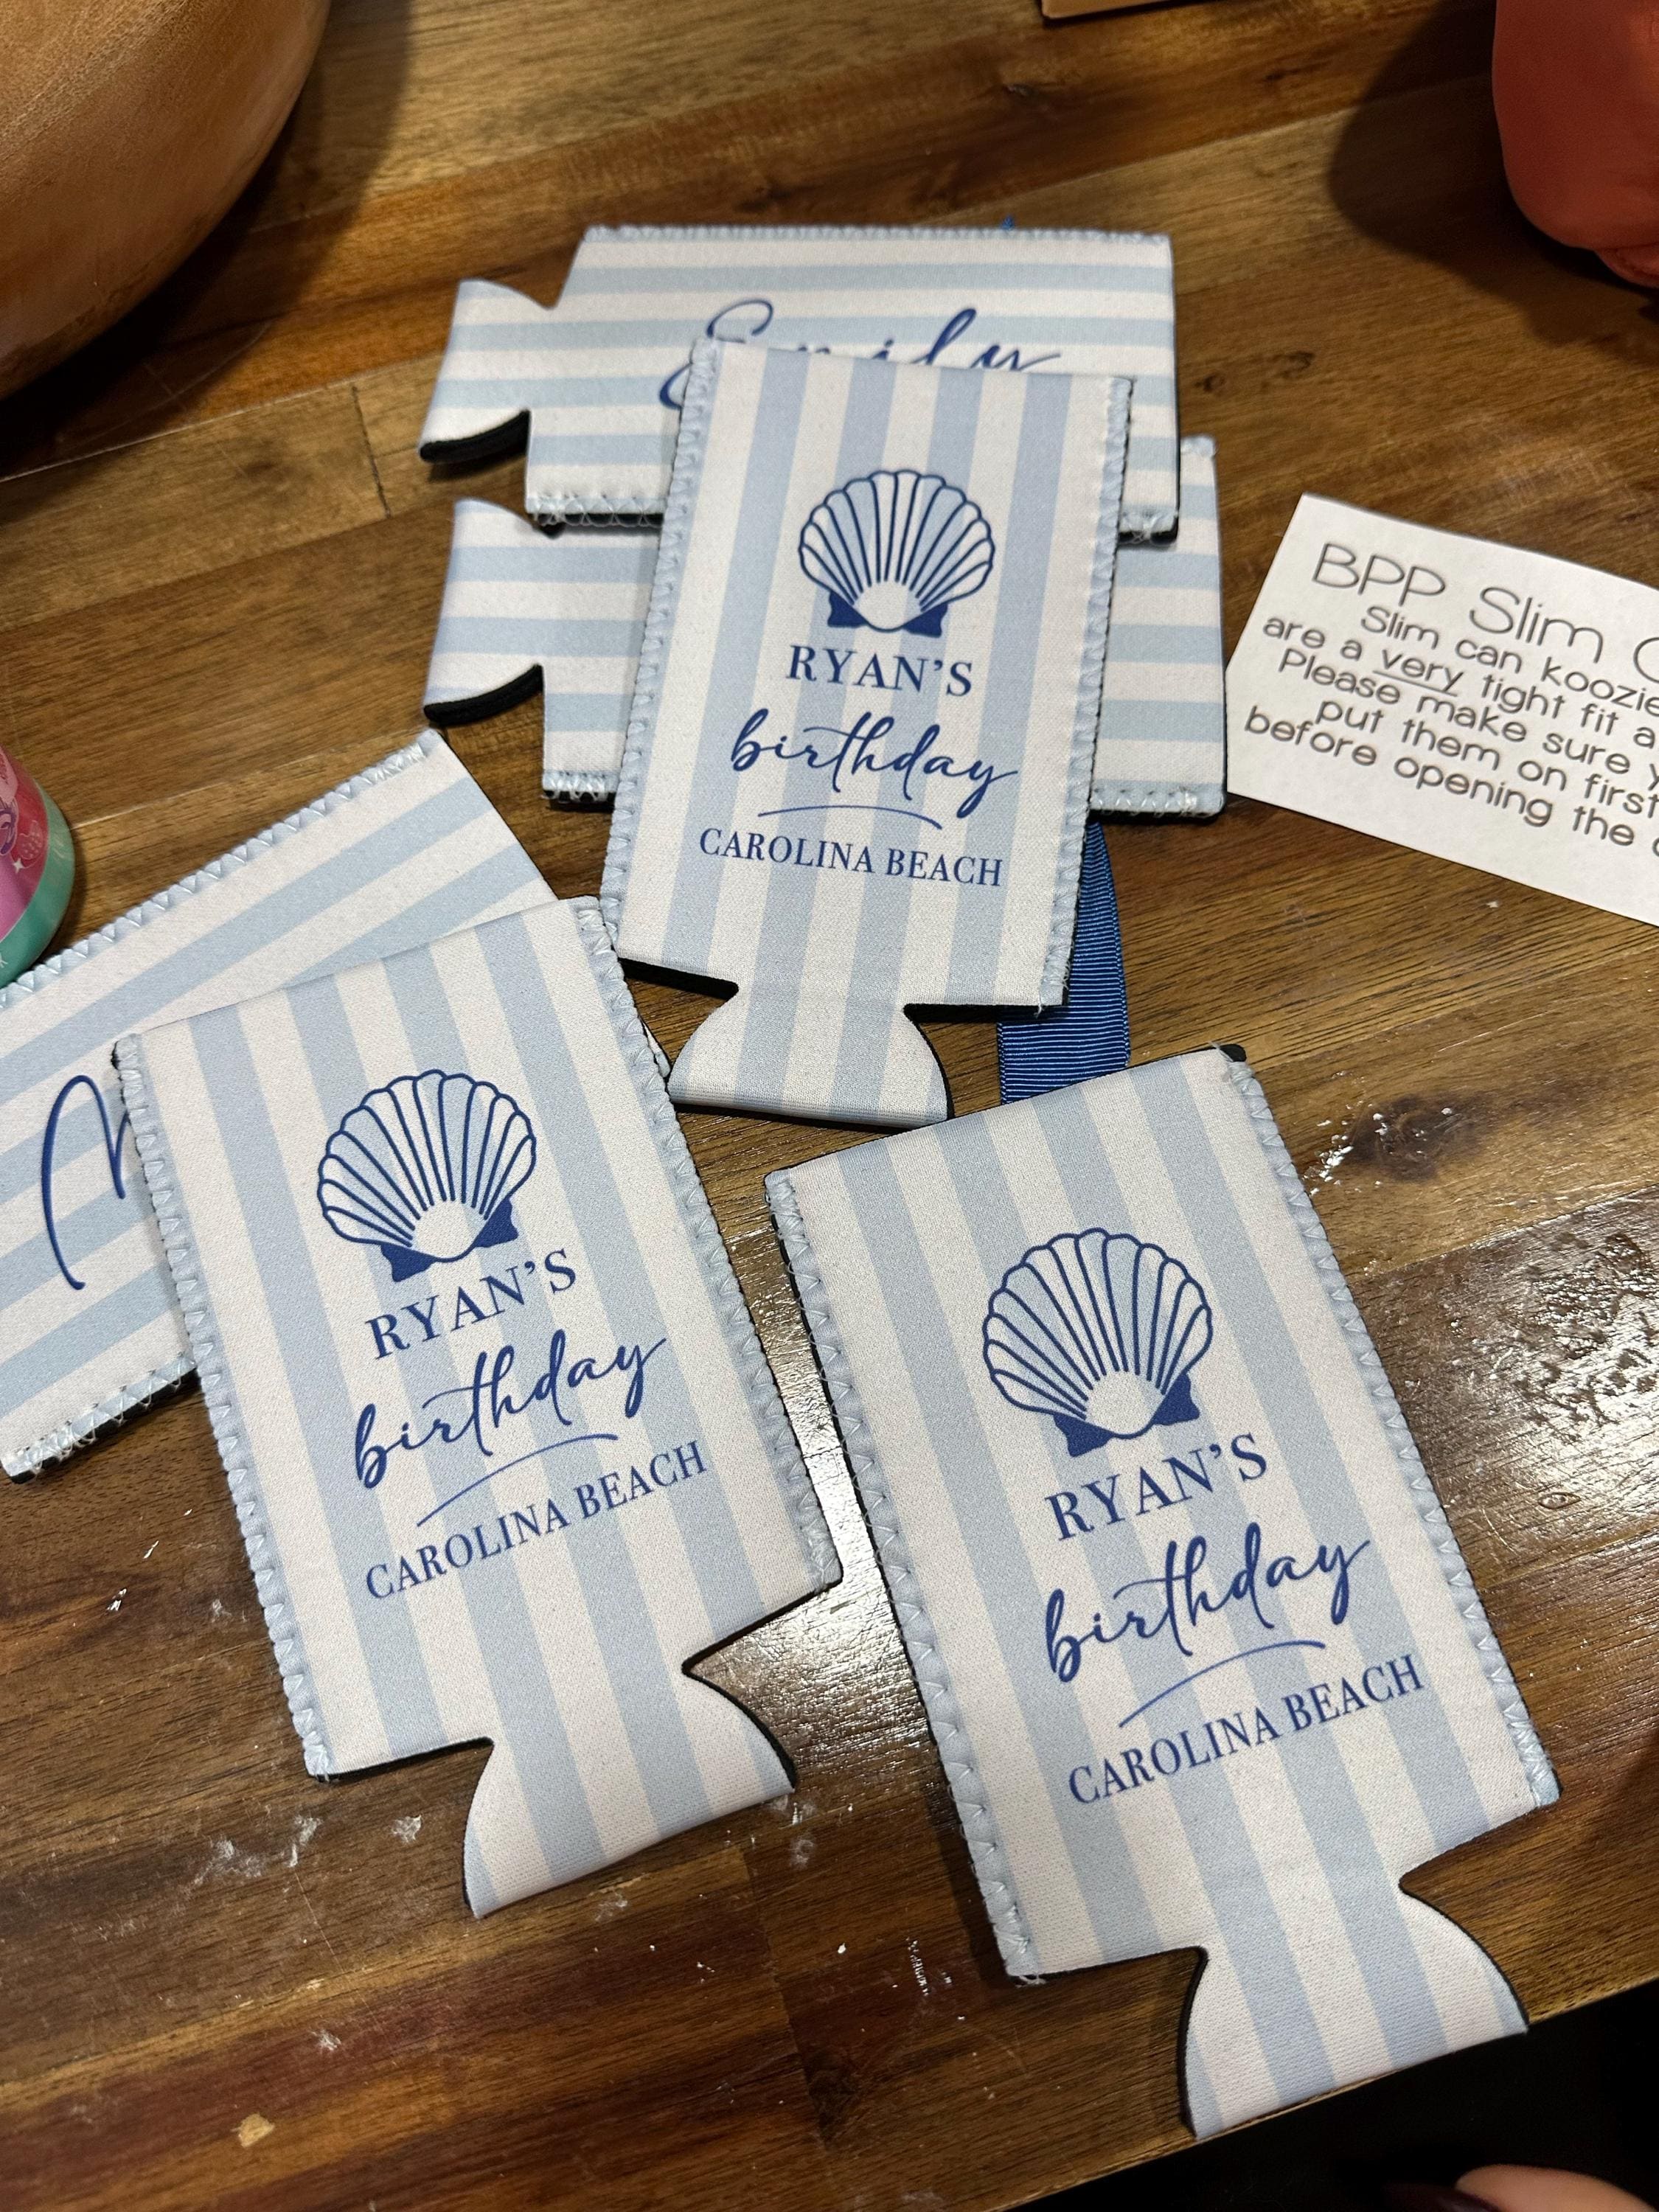 Emily
RYAN'S
birthday
CAROLINA BEACH
BPP Slim
Slim can koozie
are a very tight fit a
Please make sure y
put them on first
before opening the
M
RYAN'S
birthday
CAROLINA BEACH
RYAN'S
birthday
CAROLINA BEACH